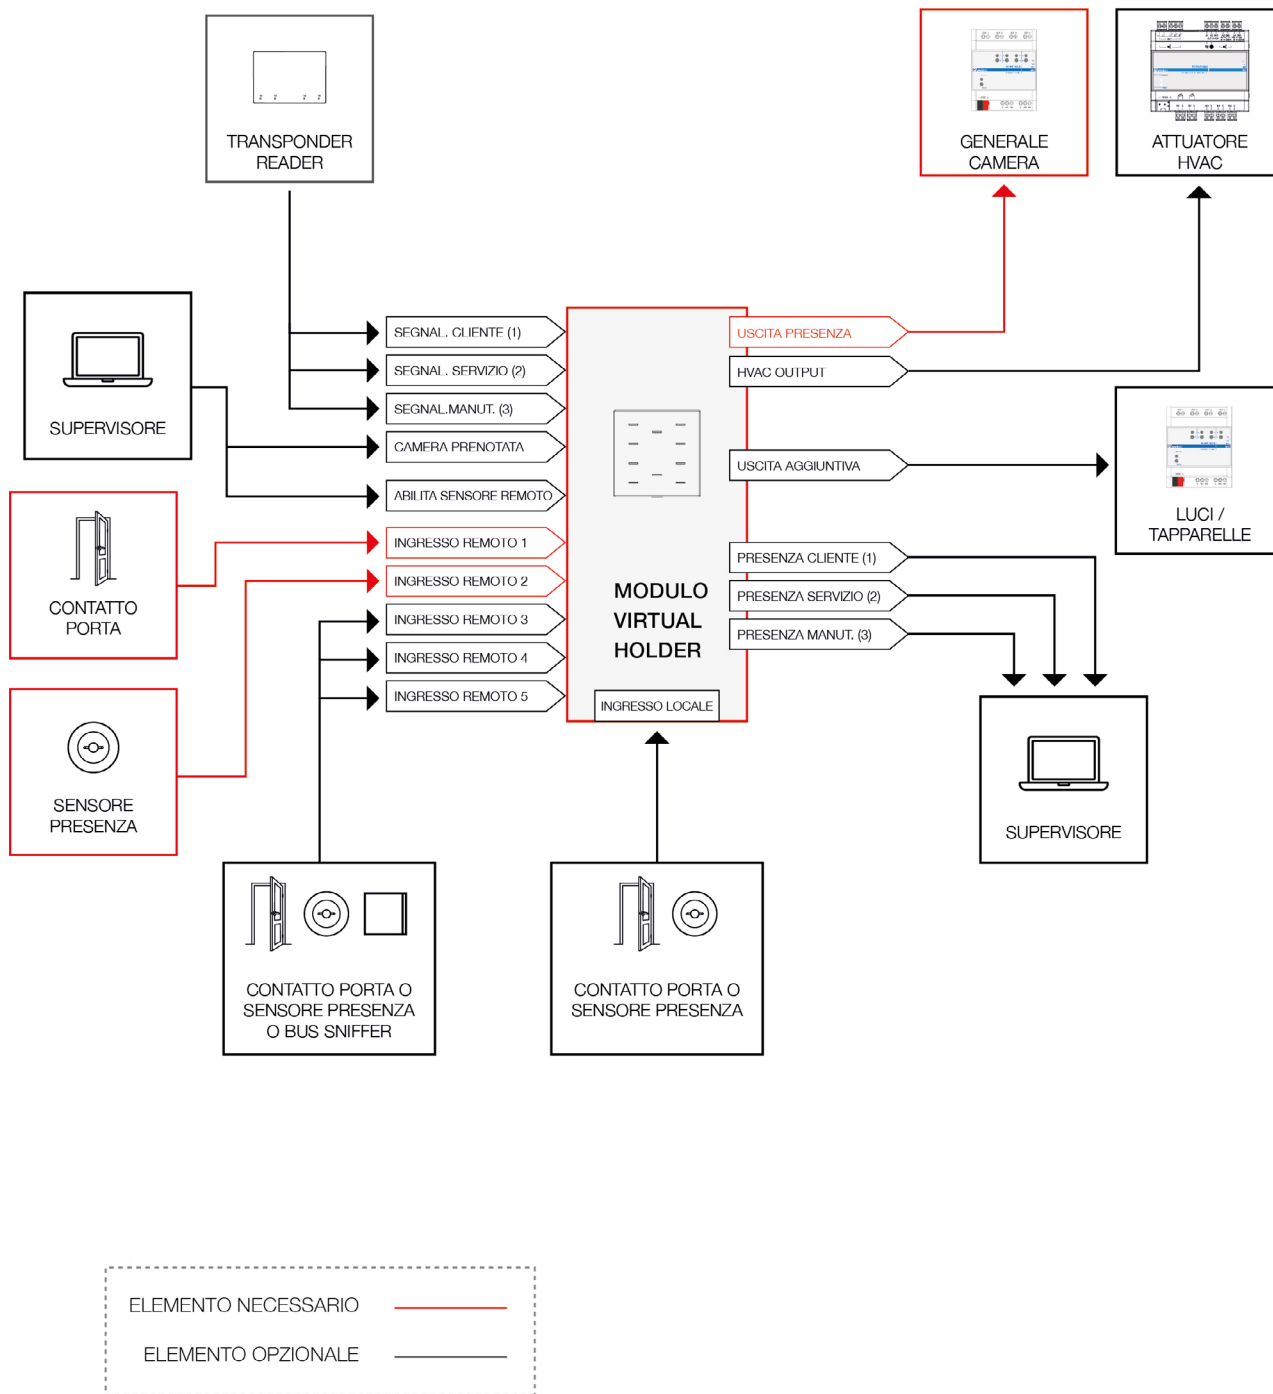 TRANSPONDER
READER
GENERALE
CAMERA
ATTUATORE
HVAC
SUPERVISORE
SEGNAL. CLIENTE (1)
SEGNAL. SERVIZIO (2)
SEGNAL.MANUT. (3)
CAMERA PRENOTATA
ABILITA SENSORE REMOTO
INGRESSO REMOTO 1
INGRESSO REMOTO 2
INGRESSO REMOTO 3
INGRESSO REMOTO 4
INGRESSO REMOTO 5
MODULO
VIRTUAL
HOLDER
INGRESSO LOCALE
USCITA PRESENZA
HVAC OUTPUT
USCITA AGGIUNTIVA
PRESENZA CLIENTE (1)
PRESENZA SERVIZIO (2)
PRESENZA MANUT. (3)
LUCI /
TAPPARELLE
CONTATTO
PORTA
SENSORE
PRESENZA
SUPERVISORE
CONTATTO PORTA O
SENSORE PRESENZA
O BUS SNIFFER
CONTATTO PORTA O
SENSORE PRESENZA
ELEMENTO NECESSARIO
ELEMENTO OPZIONALE